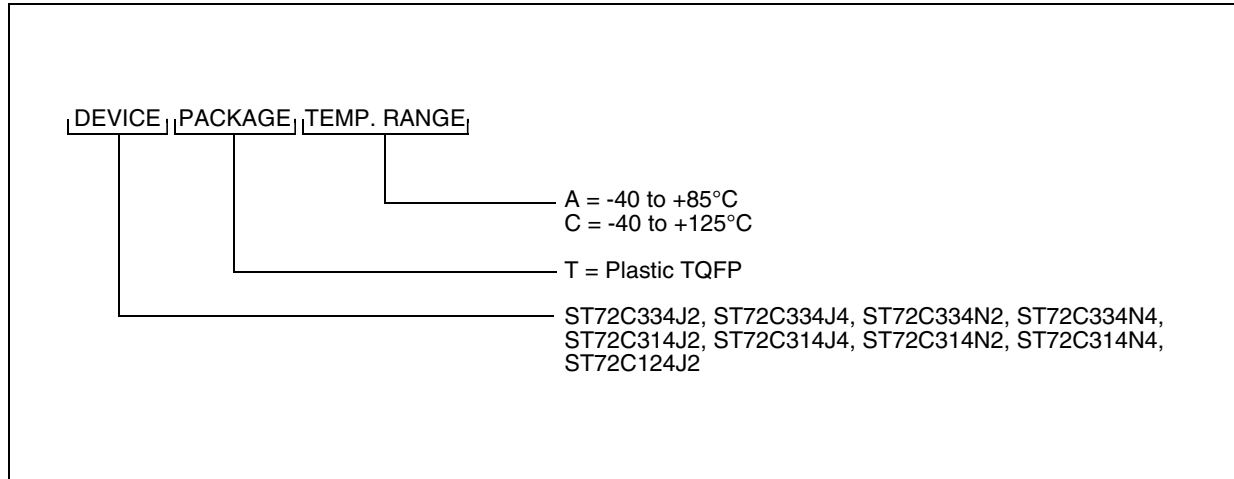 DEVICE PACKAGE TEMP. RANGE
A = -40 to +85°C
C = -40 to +125°C
T = Plastic TQFP
ST72C334J2, ST72C334J4, ST72C334N2, ST72C334N4,
ST72C314J2, ST72C314J4, ST72C314N2, ST72C314N4,
ST72C124J2